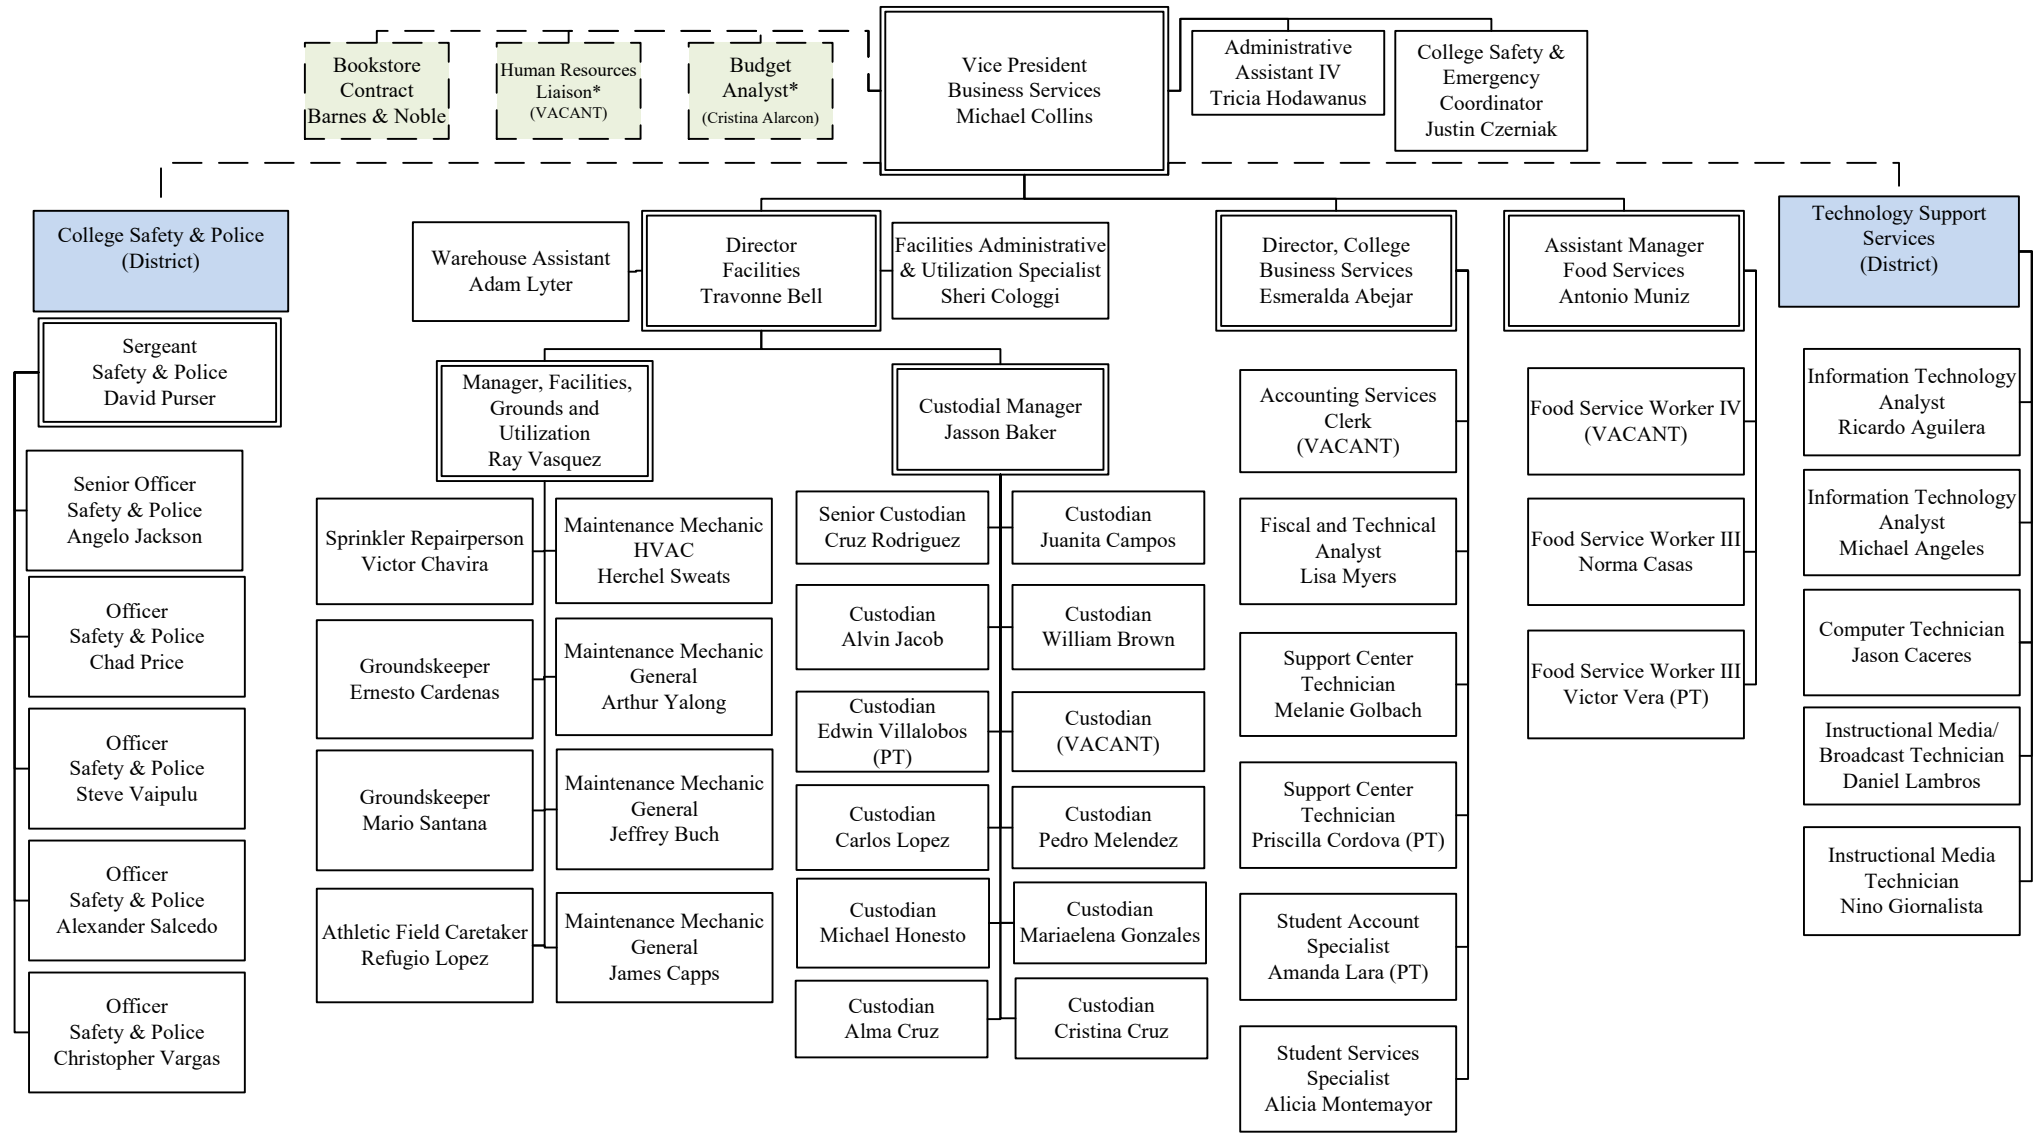 Bookstore
Contract
Barnes & Noble
Human Resources
Liaison*
(VACANT)
Budget
Analyst*
(Cristina Alarcon)
Vice President
Business Services
Michael Collins
Administrative
Assistant IV
Tricia Hodawanus
College Safety &
Emergency
Coordinator
Justin Czerniak
College Safety & Police
(District)
Warehouse Assistant
Adam Lyter
Director
Facilities
Travonne Bell
Facilities Administrative
& Utilization Specialist
Sheri Cologgi
Director, College
Business Services
Esmeralda Abejar
Assistant Manager
Food Services
Antonio Muniz
Technology Support
Services
(District)
Sergeant
Safety & Police
David Purser
Senior Officer
Safety & Police
Angelo Jackson
Officer
Safety & Police
Chad Price
Officer
Safety & Police
Steve Vaipulu
Officer
Safety & Police
Alexander Salcedo
Officer
Safety & Police
Christopher Vargas
Manager, Facilities,
Grounds and
Utilization
Ray Vasquez
Sprinkler Repairperson
Victor Chavira
Maintenance Mechanic
HVAC
Herchel Sweats
Groundskeeper
Ernesto Cardenas
Maintenance Mechanic
General
Arthur Yalong
Groundskeeper
Mario Santana
Maintenance Mechanic
General
Jeffrey Buch
Athletic Field Caretaker
Refugio Lopez
Maintenance Mechanic
General
James Capps
Custodial Manager
Jasson Baker
Senior Custodian
Cruz Rodriguez
Custodian
Juanita Campos
Custodian
Alvin Jacob
Custodian
William Brown
Custodian
Edwin Villalobos
(PT)
Custodian
(VACANT)
Custodian
Carlos Lopez
Custodian
Pedro Melendez
Custodian
Michael Honesto
Custodian
Mariaelena Gonzales
Custodian
Alma Cruz
Custodian
Cristina Cruz
Accounting Services
Clerk
(VACANT)
Fiscal and Technical
Analyst
Lisa Myers
Support Center
Technician
Melanie Golbach
Support Center
Technician
Priscilla Cordova (PT)
Student Account
Specialist
Amanda Lara (PT)
Student Services
Specialist
Alicia Montemayor
Food Service Worker IV
(VACANT)
Food Service Worker III
Norma Casas
Food Service Worker III
Victor Vera (PT)
Information Technology
Analyst
Ricardo Aguilera
Information Technology
Analyst
Michael Angeles
Computer Technician
Jason Caceres
Instructional Media/
Broadcast Technician
Daniel Lambros
Instructional Media
Technician
Nino Giornalista